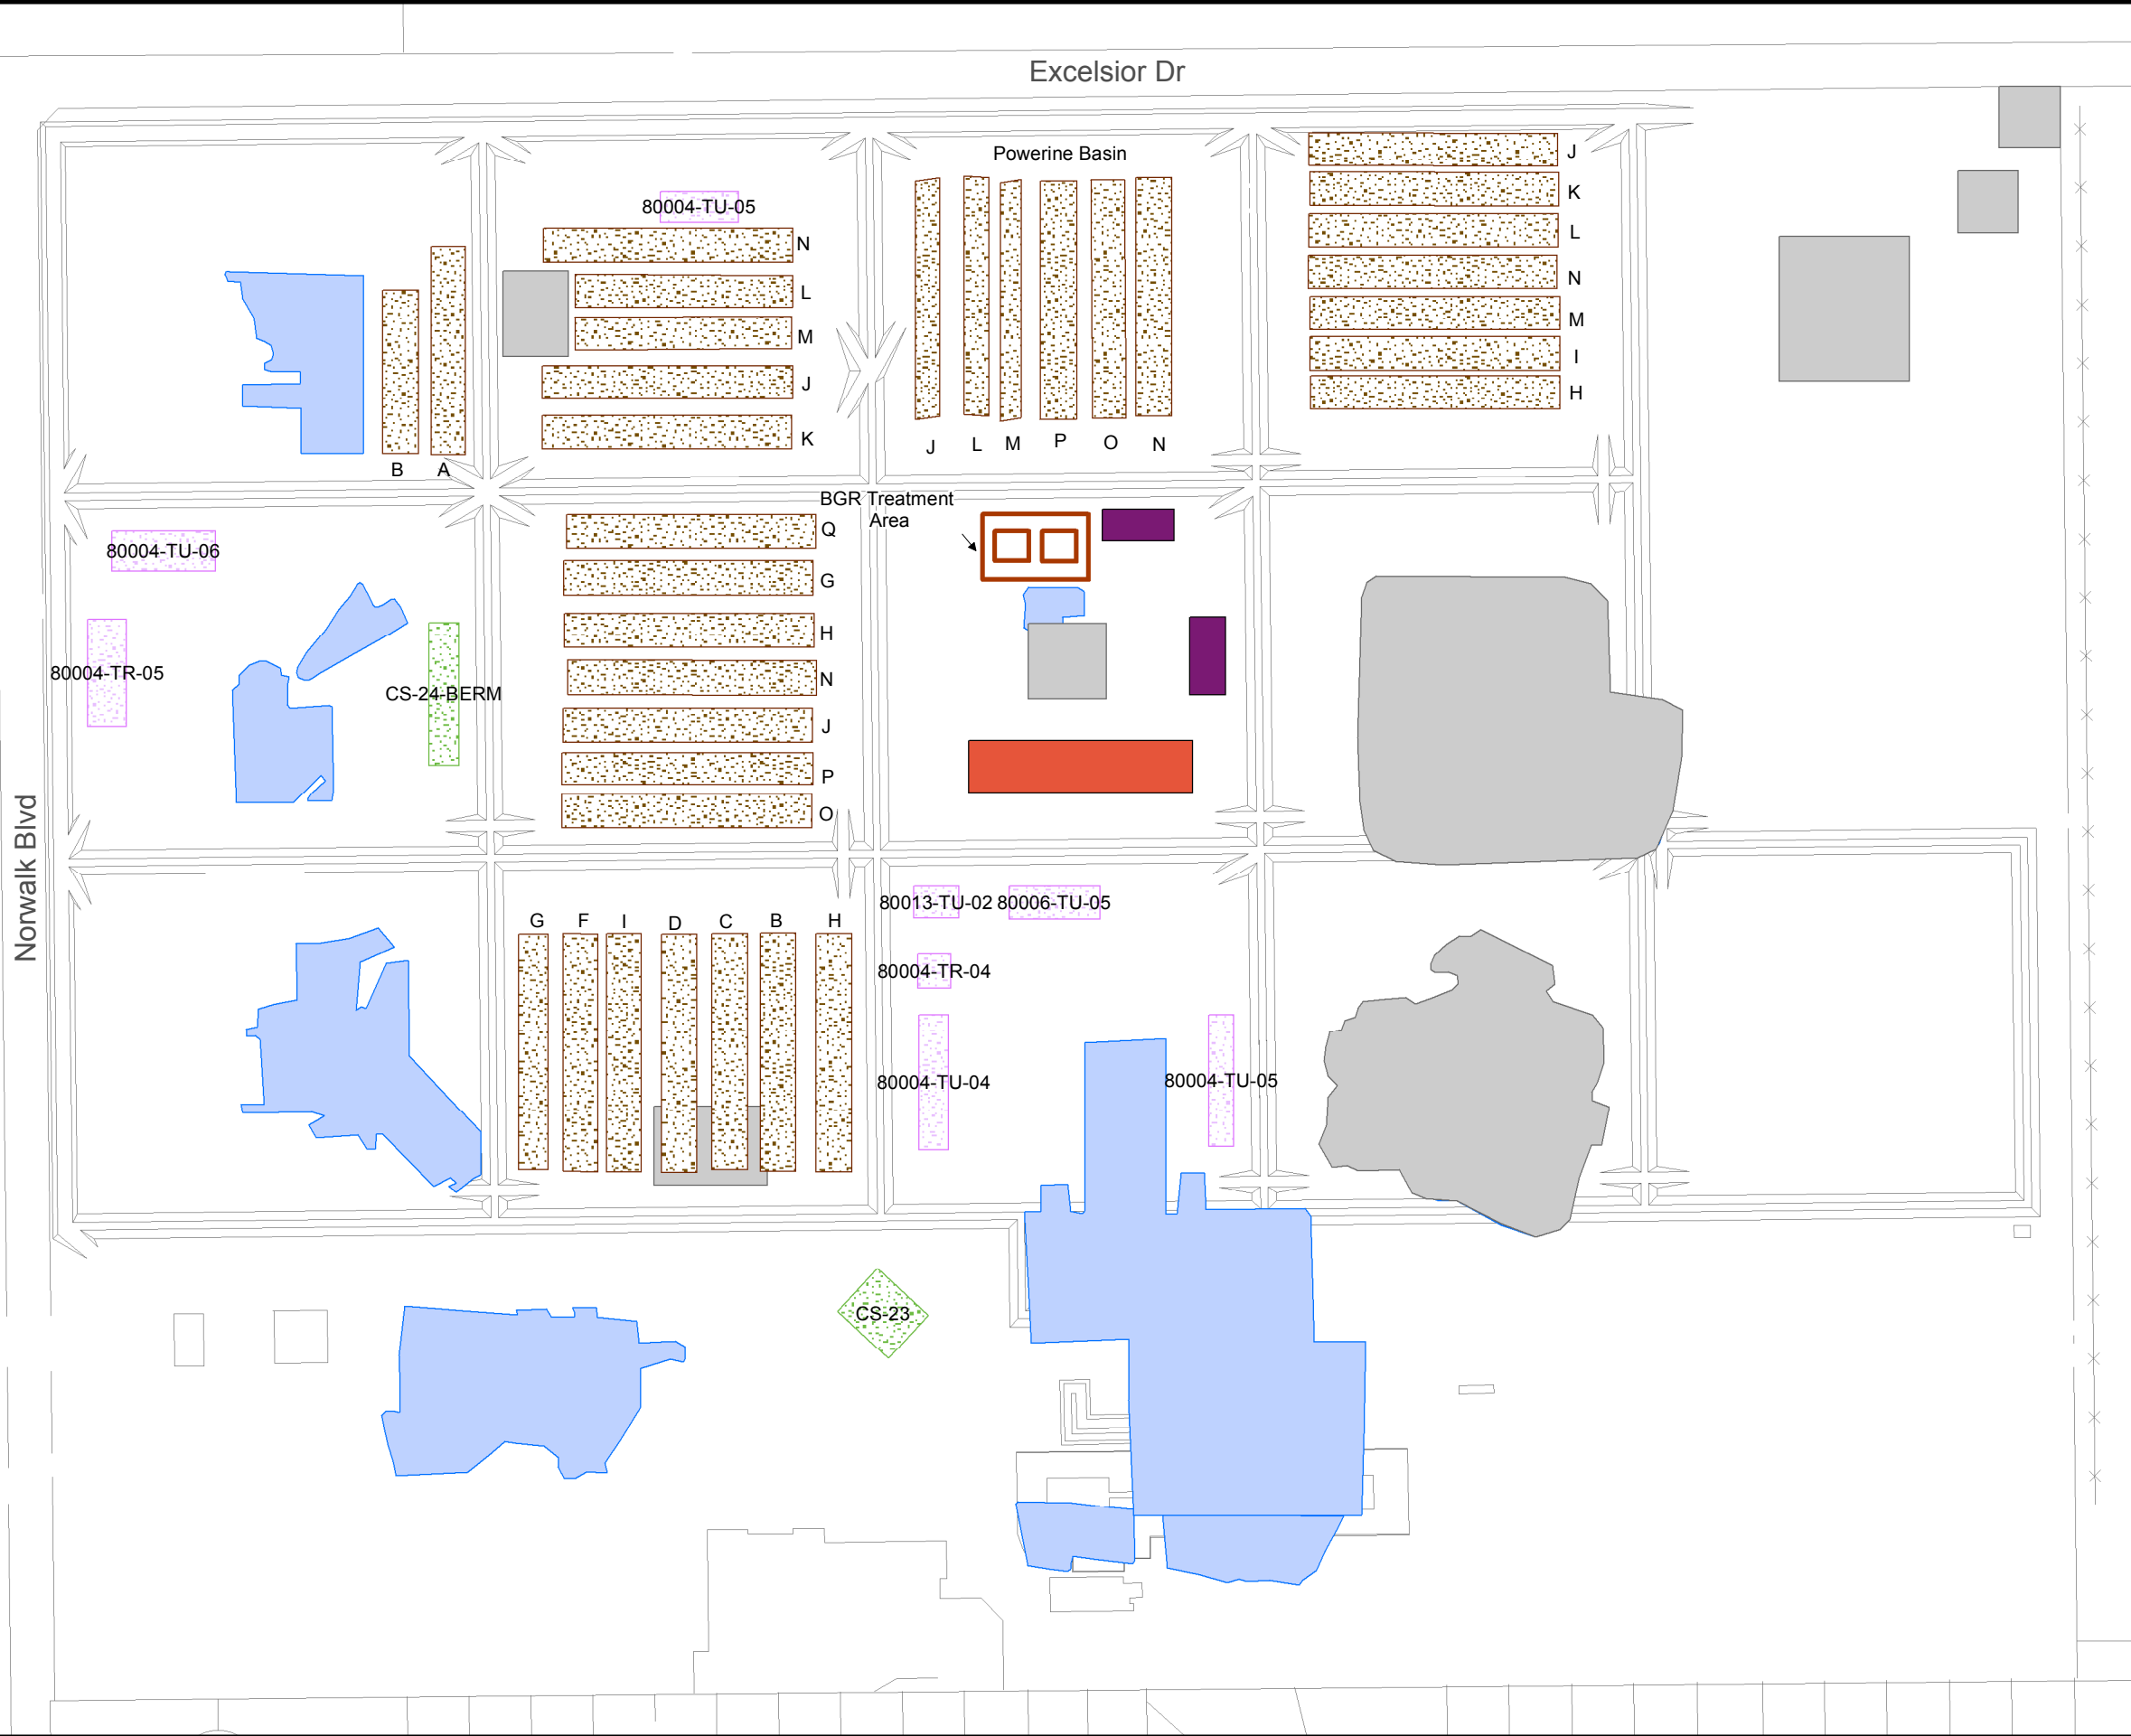 Excelsior Dr
Powerine Basin
J
K
L
N
M
I
H
80004-TU-05
N
L
M
J
K
B
A
J
L
M
P
O
N
BGR Treatment
Area
80004-TU-06
80004-TR-05
CS-24-BERM
Q
G
H
N
J
P
O
Norwalk Blvd
G
F
I
D
C
B
H
80013-TU-02
80006-TU-05
80004-TR-04
80004-TU-04
80004-TU-05
CS-23